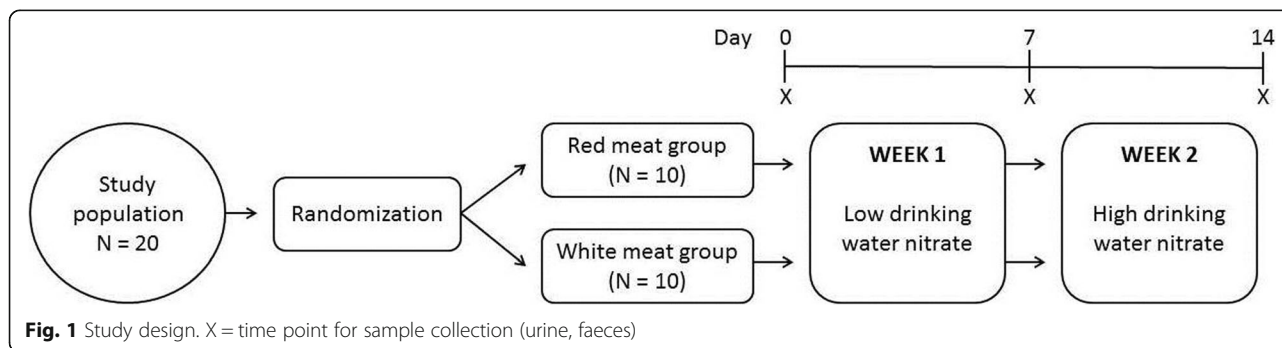 Day 0 7 14
X X X
Study
population
N = 20
Randomization
Red meat group
(N = 10)
White meat group
(N = 10)
WEEK 1
Low drinking
water nitrate
WEEK 2
High drinking
water nitrate
Fig. 1 Study design. X = time point for sample collection (urine, faeces)